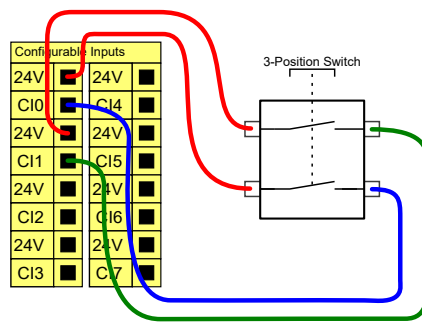 Configurable Inputs
3-Position Switch
24V 24V
CI0 CI4
24V 24V
CI1 CI5
24V 24V
CI2 CI6
24V 24V
CI3 CI7